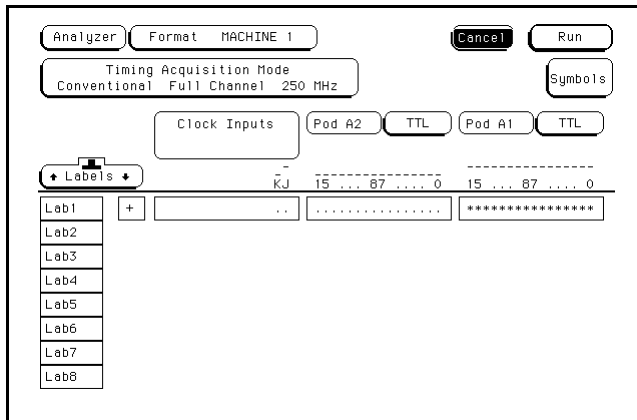 Analyzer Format MACHINE 1 Cancel Run
Timing Acquisition Mode
Conventional Full Channel 250 MHz
Symbols
Clock Inputs Pod A2 TTL Pod A1 TTL
Labels
KJ 15 ... 87 .... 0 15 ... 87 .... 0
Lab1 + .. ................ ****************
Lab2
Lab3
Lab4
Lab5
Lab6
Lab7
Lab8